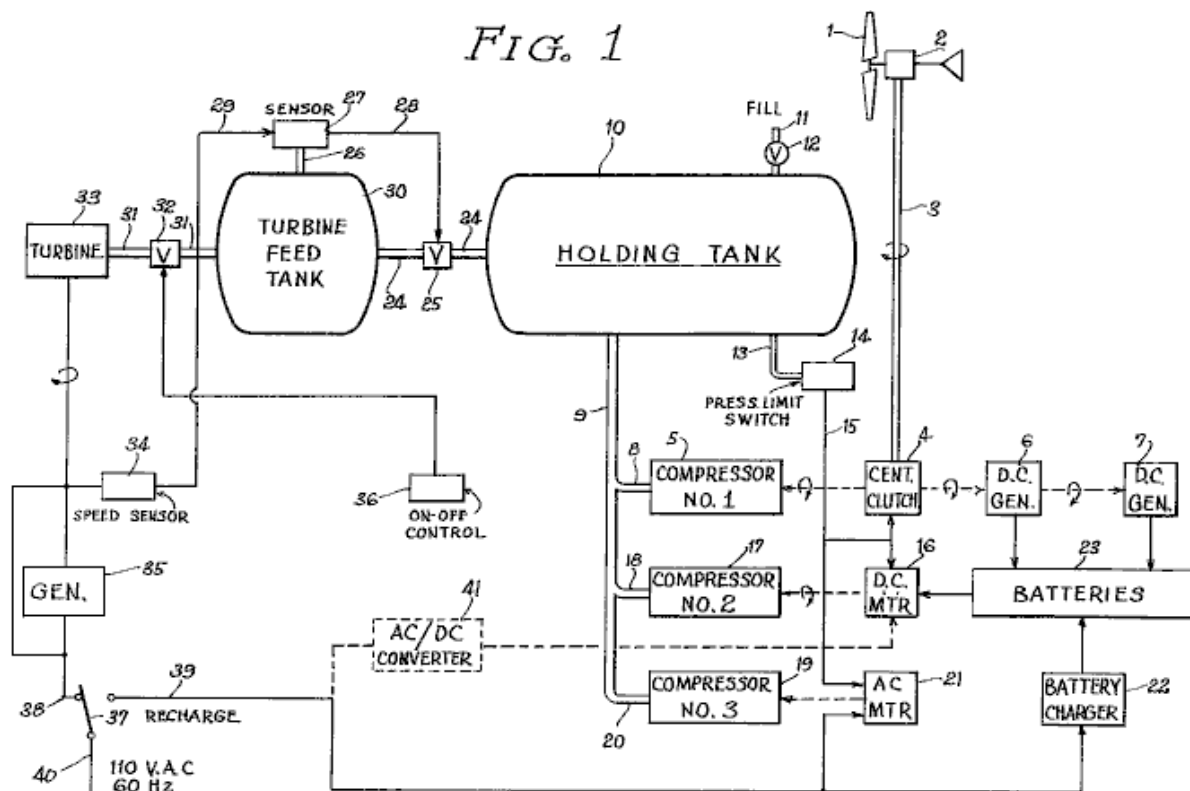 FIG. 1
1
2
29
SENSOR
27
28
FILL
11
12
V
26
10
3
33
32
31
31
30
24
TURBINE
V
TURBINE
FEED
TANK
V
HOLDING TANK
24
25
13
14
PRESS. LIMIT
SWITCH
15
9
34
SPEED SENSOR
36
ON-OFF
CONTROL
8
5
COMPRESSOR
NO. 1
4
CENT.
CLUTCH
6
D.C.
GEN.
7
D.C.
GEN.
35
GEN.
18
17
COMPRESSOR
NO. 2
16
D.C.
MTR
23
BATTERIES
41
AC/DC
CONVERTER
39
RECHARGE
38
37
19
COMPRESSOR
NO. 3
20
21
AC
MTR
BATTERY
CHARGER
22
40
110 V.A.C
60 Hz